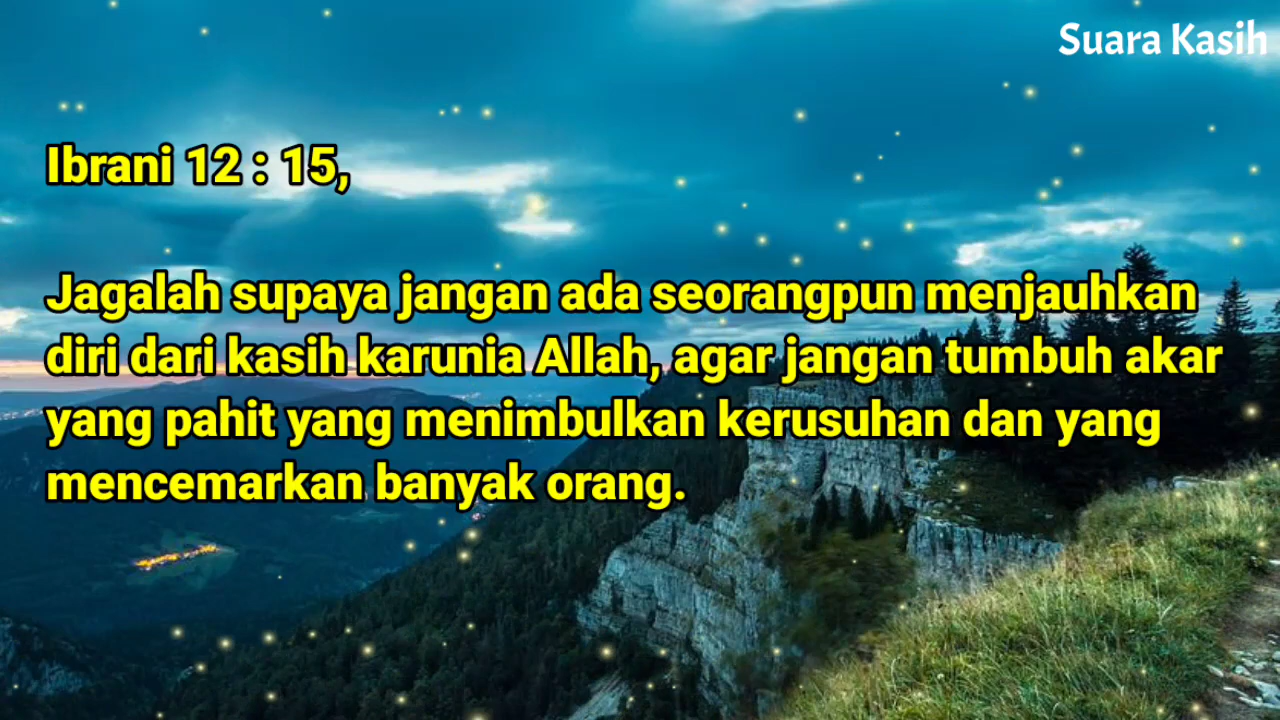 Suara Kasih
Ibrani 12 : 15,
Jagalah supaya jangan ada seorangpun menjauhkan
diri dari kasih karunia Allah, agar jangan tumbuh akar
yang pahit yang menimbulkan kerusuhan dan yang
mencemarkan banyak orang.